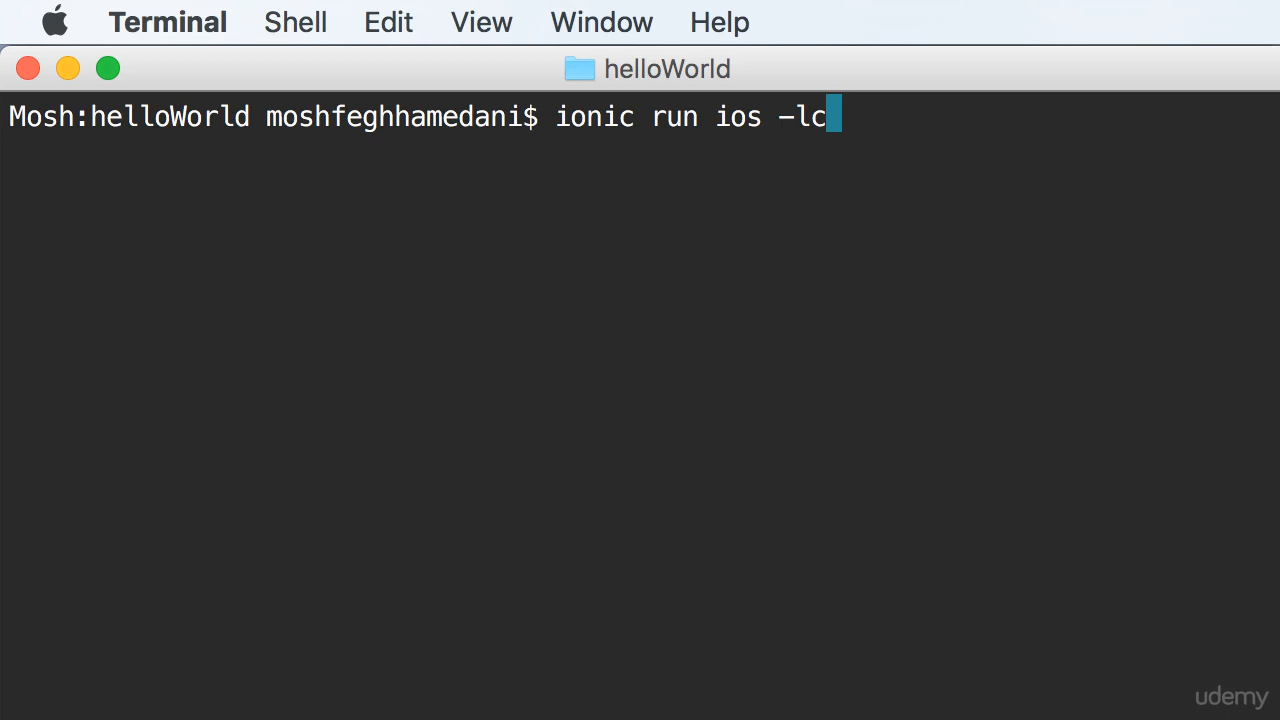 Terminal Shell Edit View Window Help
helloWorld
Mosh:helloWorld moshfeghhamedani$ ionic run ios -lc
udemy